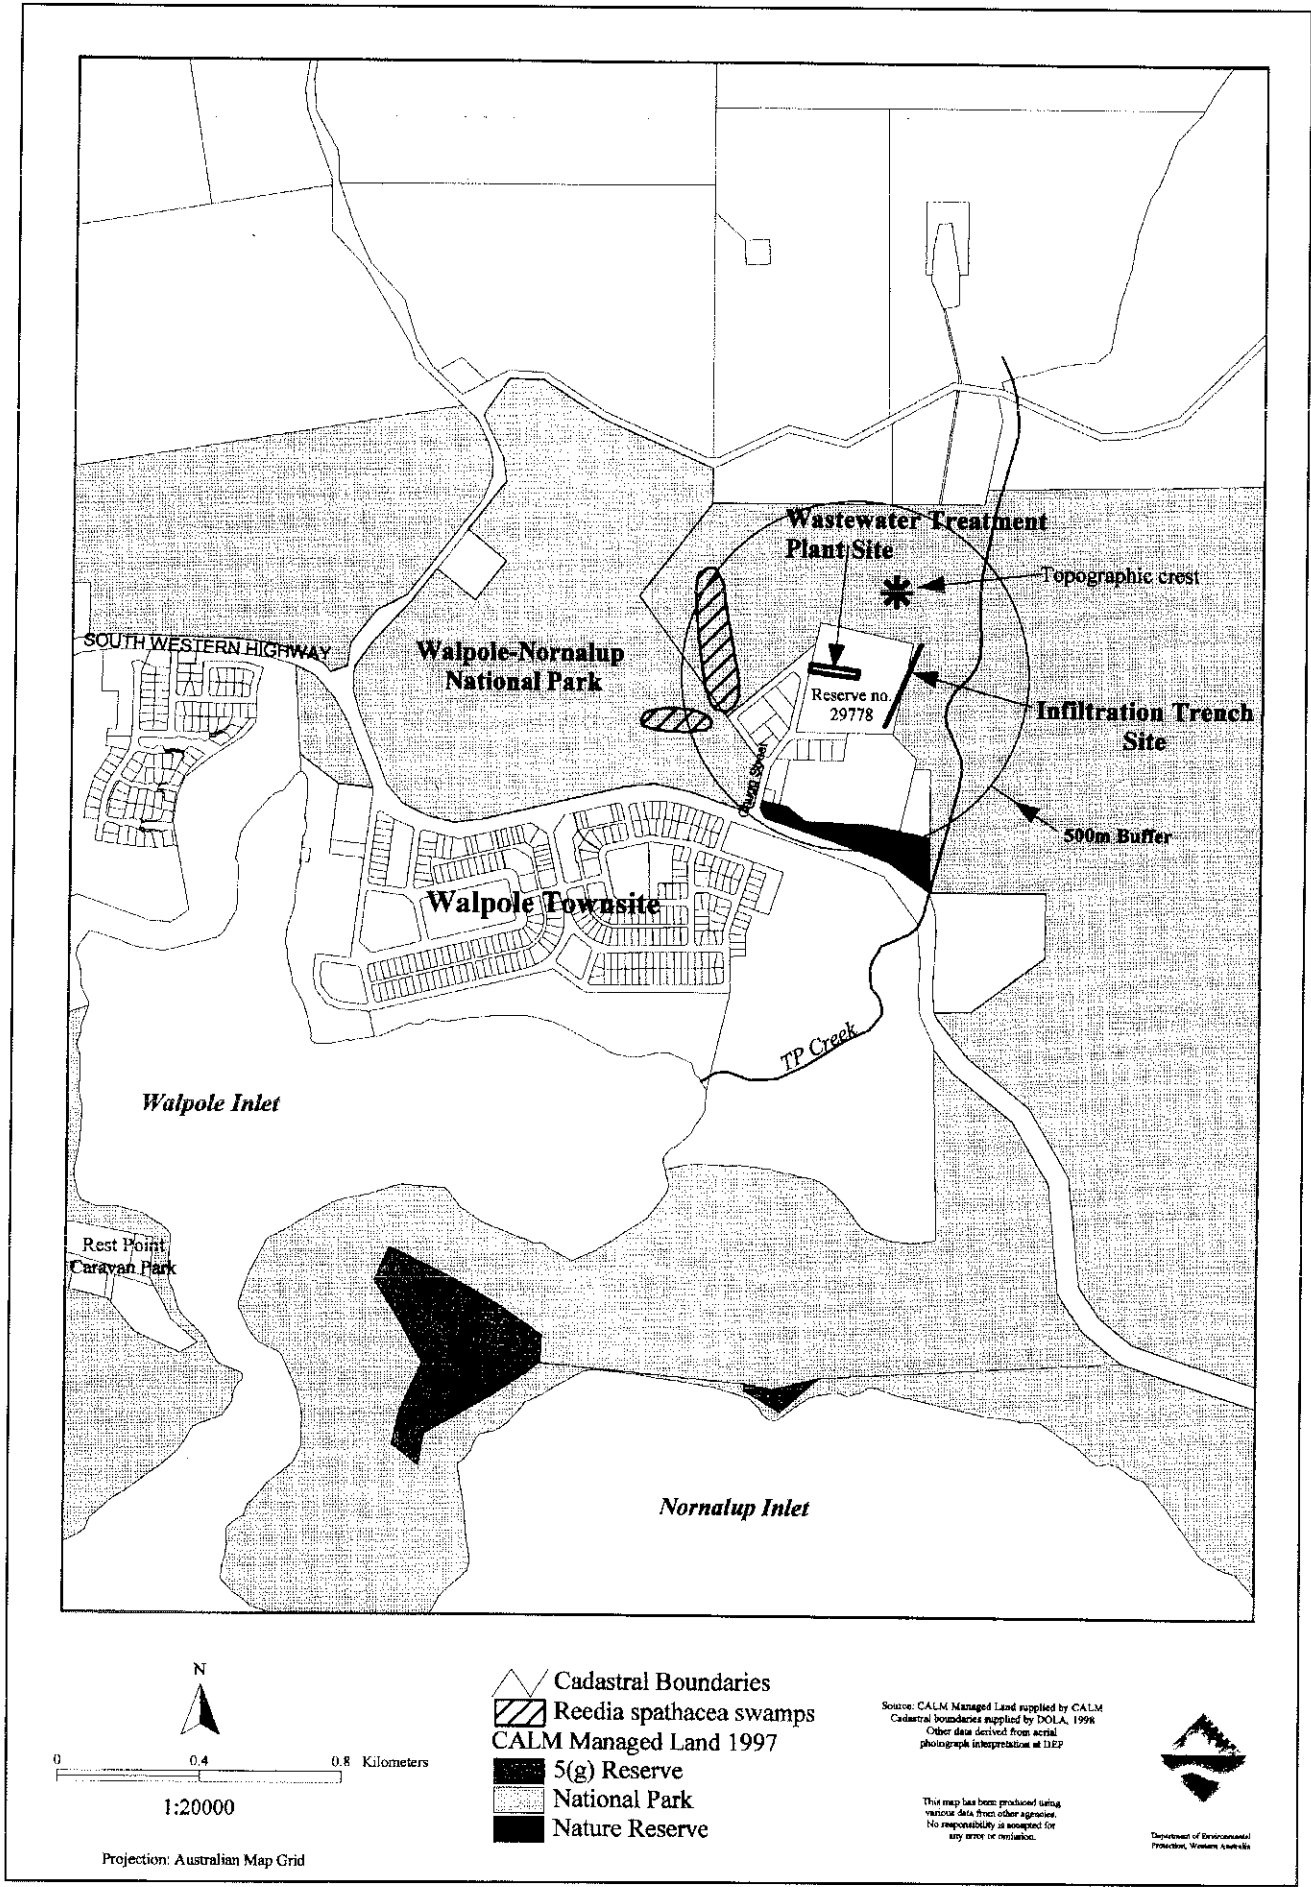 Wastewater Treatment
Plant Site
Topographic crest
SOUTH WESTERN HIGHWAY
Walpole-Nornalup
National Park
Reserve no.
29778
Infiltration Trench
Site
Street
500m Buffer
Walpole Townsite
TP Creek
Walpole Inlet
Rest Point
Caravan Park
Nornalup Inlet
N
0 0.4 0.8 Kilometers
1:20000
Projection: Australian Map Grid
Cadastral Boundaries
Reedia spathacea swamps
CALM Managed Land 1997
5(g) Reserve
National Park
Nature Reserve
Source: CALM Managed Land supplied by CALM
Cadastral boundaries supplied by DOLA, 1998
Other data derived from aerial
photograph interpretation at DEP
This map has been produced using
various data from other agencies.
No responsibility is accepted for
any error or omission.
Department of Environmental
Protection, Western Australia